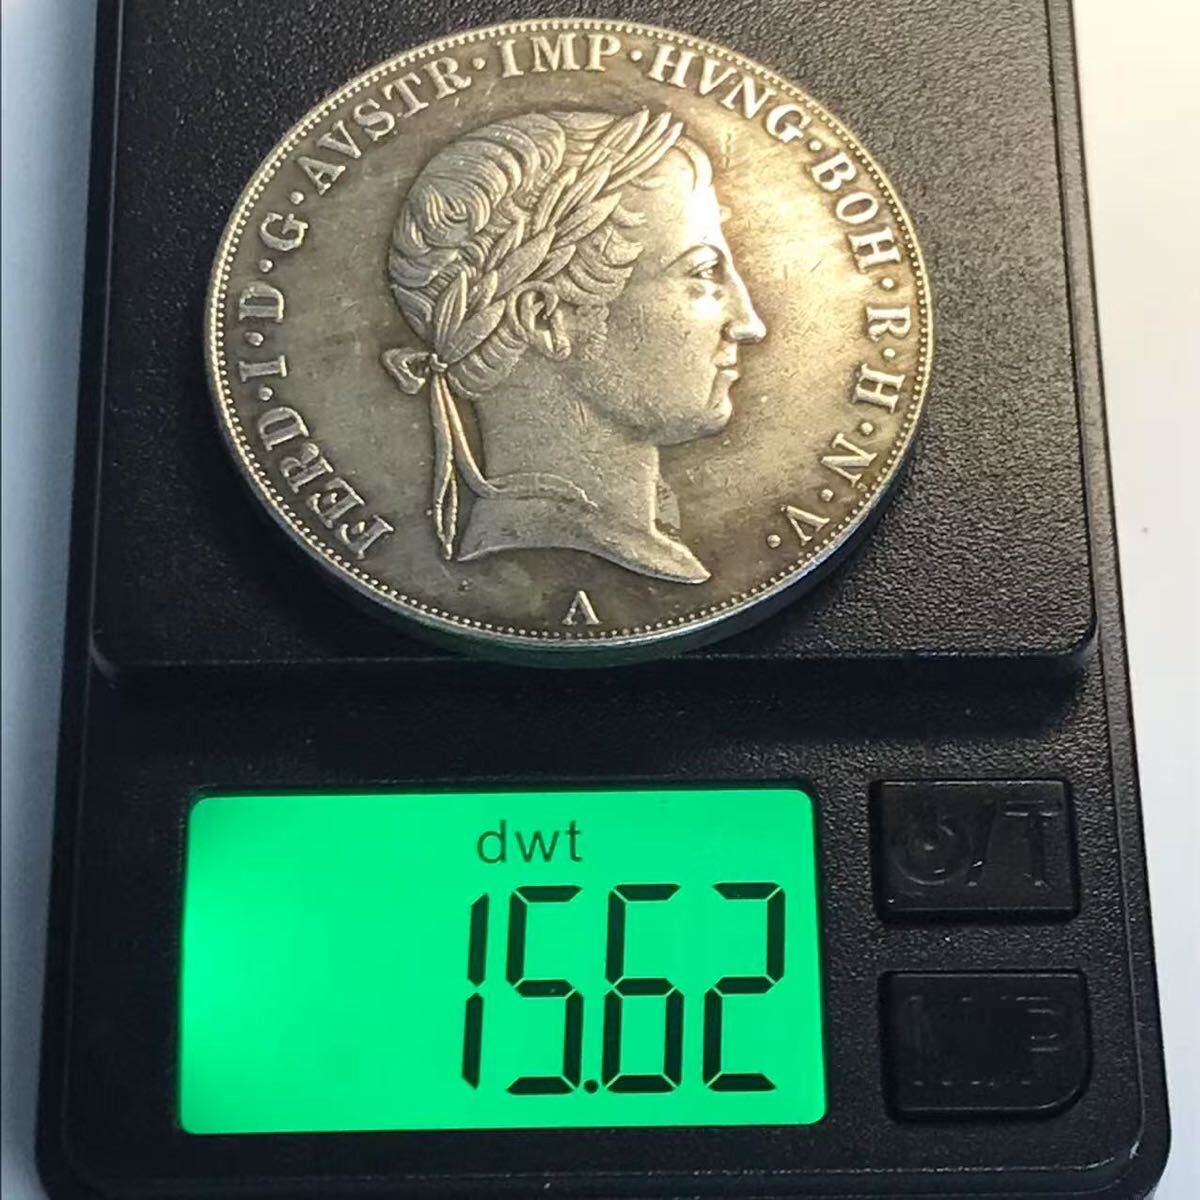 FERD·I·D·G·AVSTR·IMP·HVNG·BOH·R·H·N·V·
A
dwt
15.62